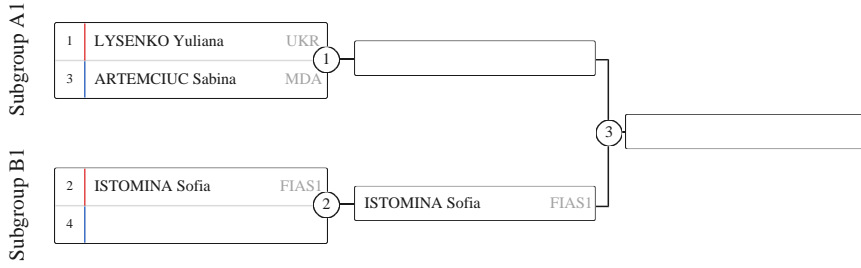 Subgroup A1
1 LYSENKO Yuliana UKR
3 ARTEMCIUC Sabina MDA
1
3
Subgroup B1
2 ISTOMINA Sofia FIAS1
4
2
ISTOMINA Sofia FIAS1